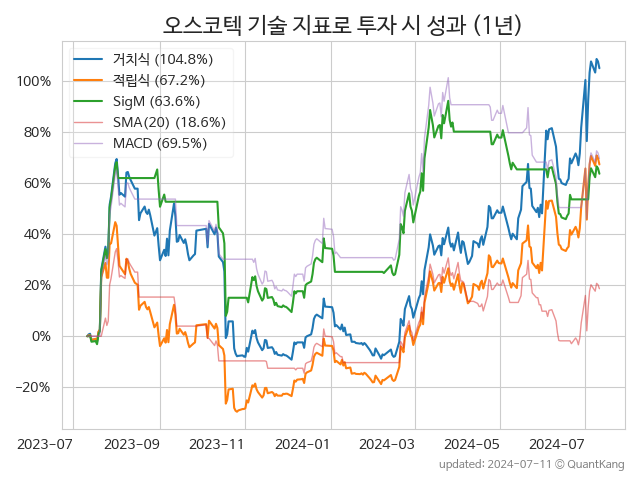 오스코텍 기술 지표로 투자 시 성과 (1년)
거치식 (104.8%)
적립식 (67.2%)
SigM (63.6%)
SMA(20) (18.6%)
MACD (69.5%)
100%
80%
60%
40%
20%
0%
−20%
2023-07 2023-09 2023-11 2024-01 2024-03 2024-05 2024-07
updated: 2024-07-11 © QuantKang